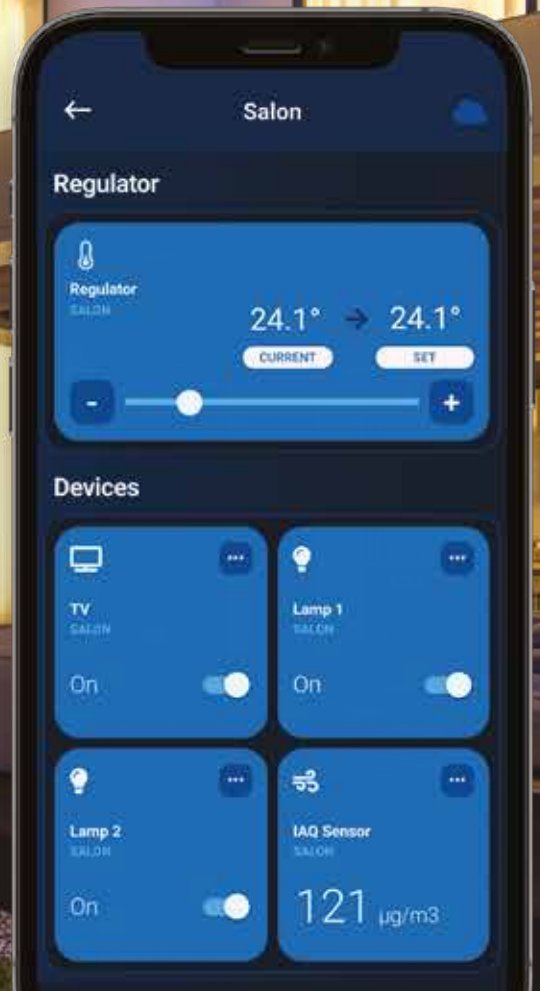 Salon
Regulator
Regulator
SALON
24.1° → 24.1°
CURRENT SET
- +
Devices
TV
SALON
On
Lamp 1
SALON
On
Lamp 2
SALON
On
IAQ Sensor
SALON
121 µg/m3